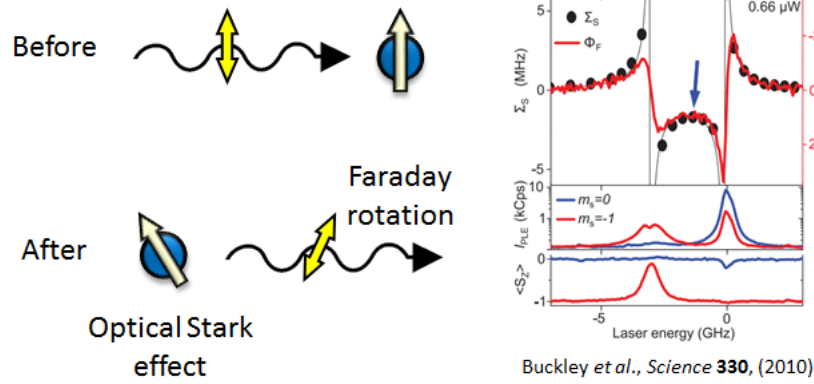 Before
After
Faraday
rotation
Optical Stark
effect
0.66 µW
Σ_S
Φ_F
5
0
-5
Σ_S (MHz)
0
2
10
1
I_PLE (kCps)
m_s=0
m_s=-1
0
-1
<S_Z>
-5
0
Laser energy (GHz)
Buckley et al., Science 330, (2010)